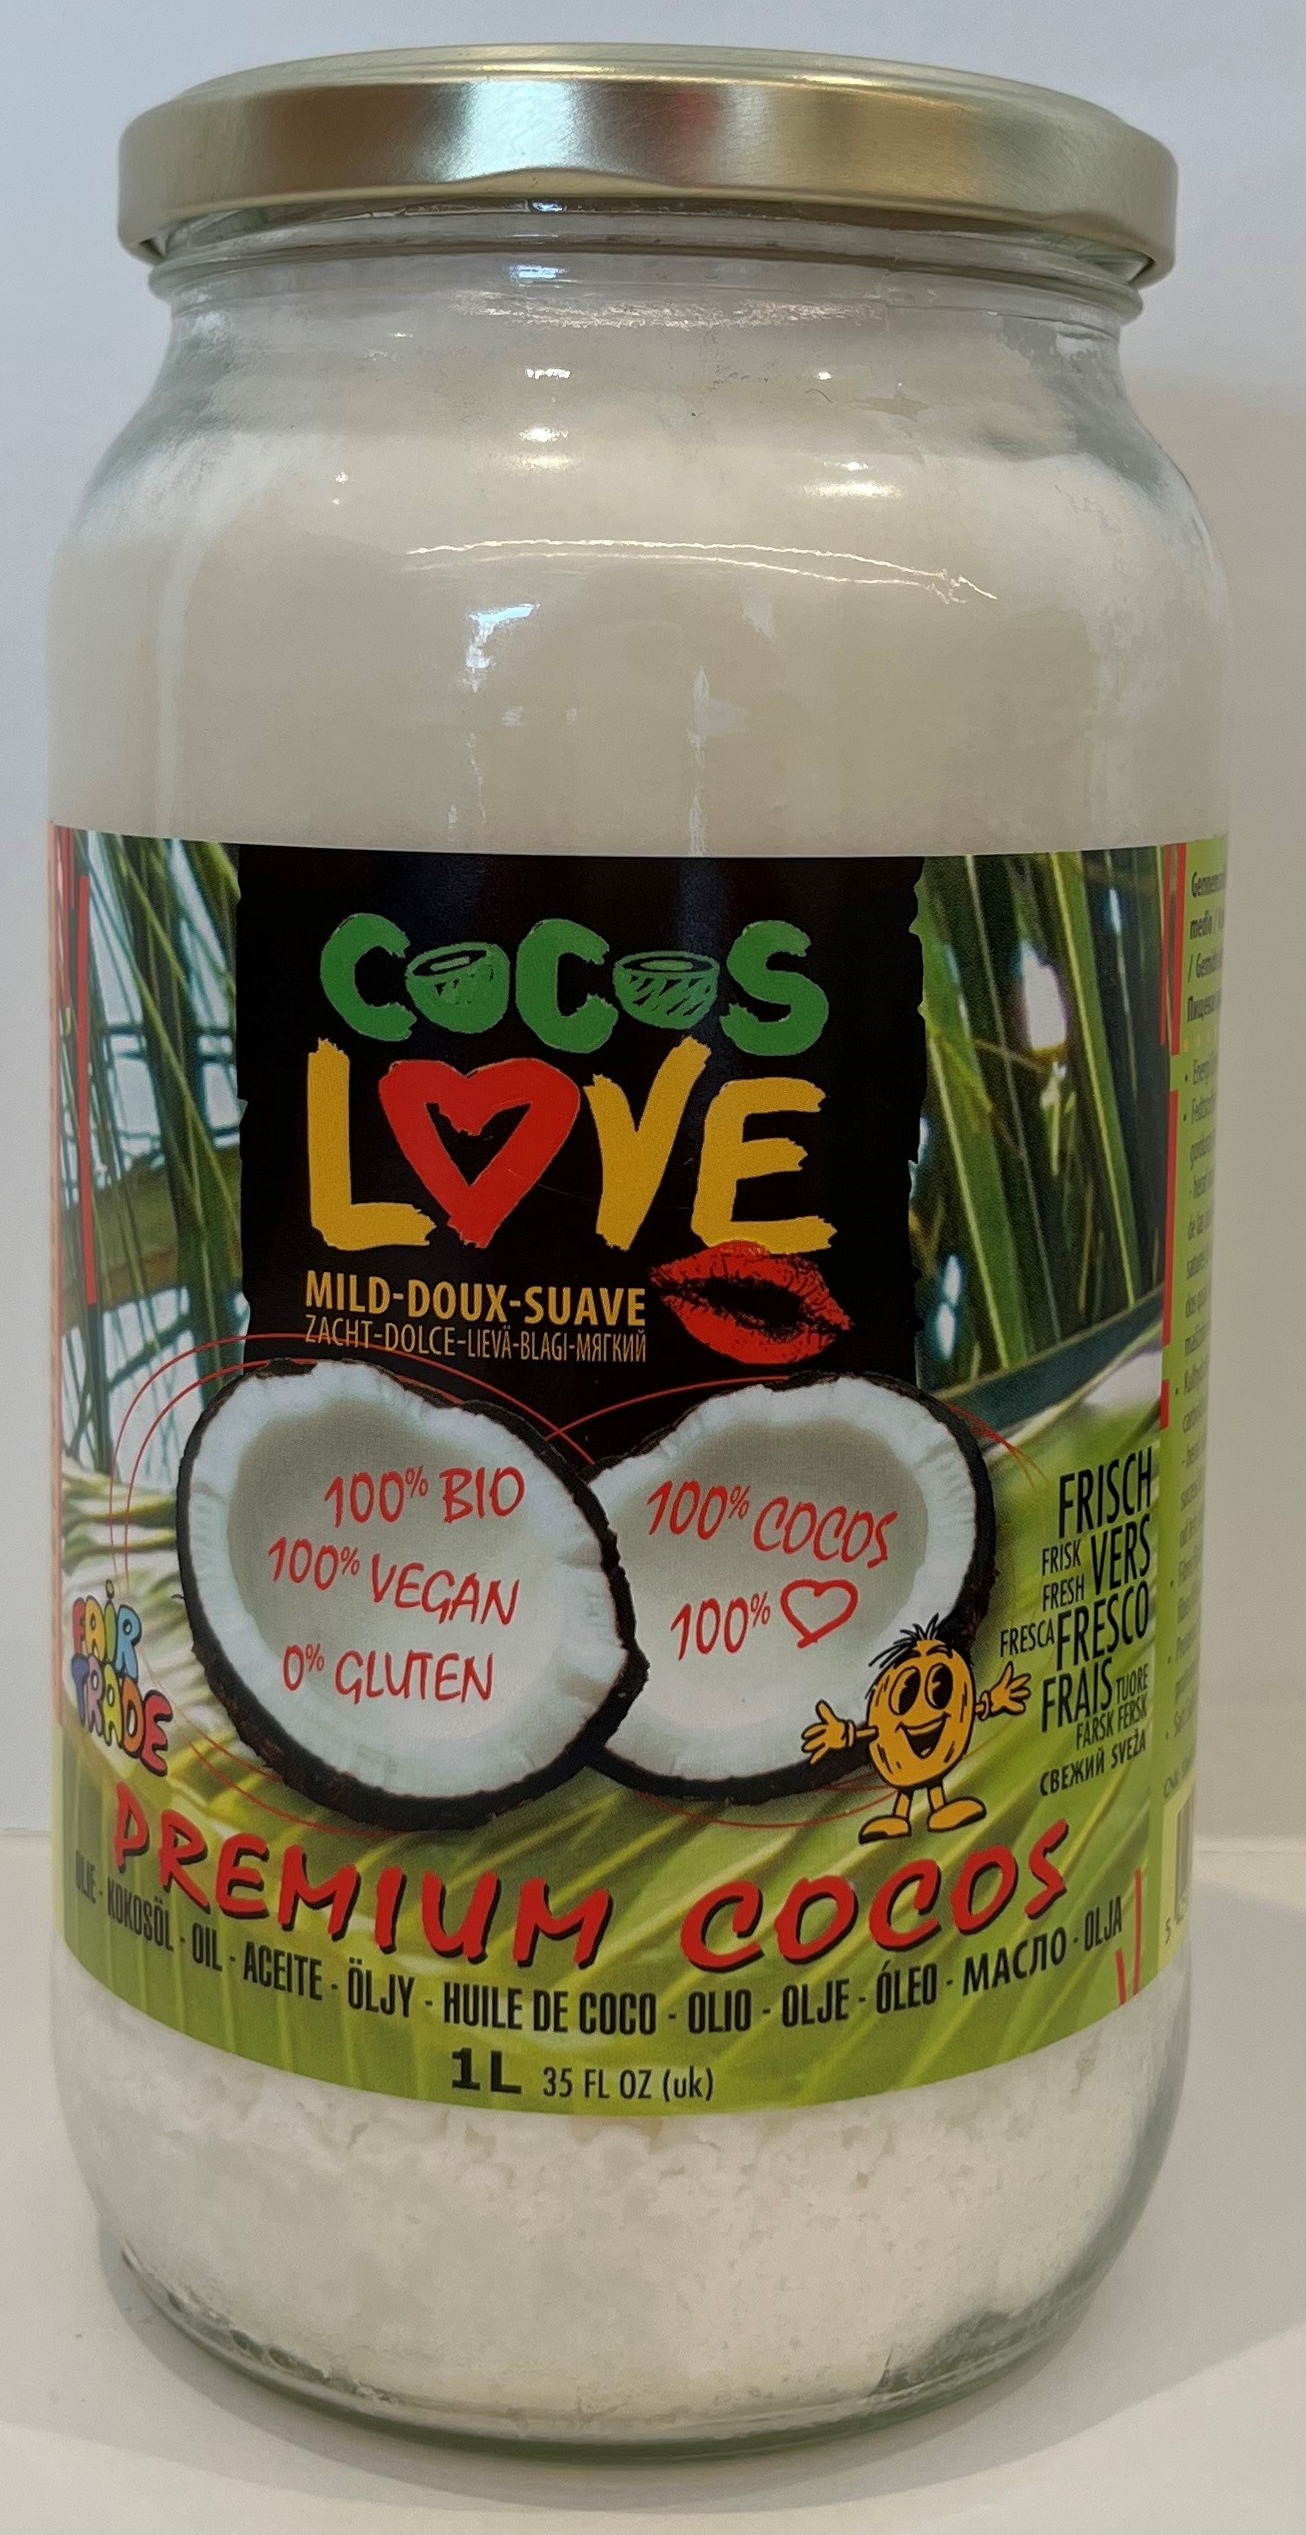 COCOS
LOVE
MILD-DOUX-SUAVE
ZACHT-DOLCE-LIEVÄ-BLAGI-МЯГКИЙ
100% BIO
100% VEGAN
0% GLUTEN
100% COCOS
100%
FAIR
TRADE
FRISCH
FRISK VERS
FRESH
FRESCA FRESCO
FRAIS TUORE
FARSK FERSK
СВЕЖИЙ SVEŽA
PREMIUM COCOS
OLIE - KOKOSÖL - OIL - ACEITE - ÖLJY - HUILE DE COCO - OLIO - OLJE - ÓLEO - МАСЛО - OLJA
1L 35 FL OZ (uk)